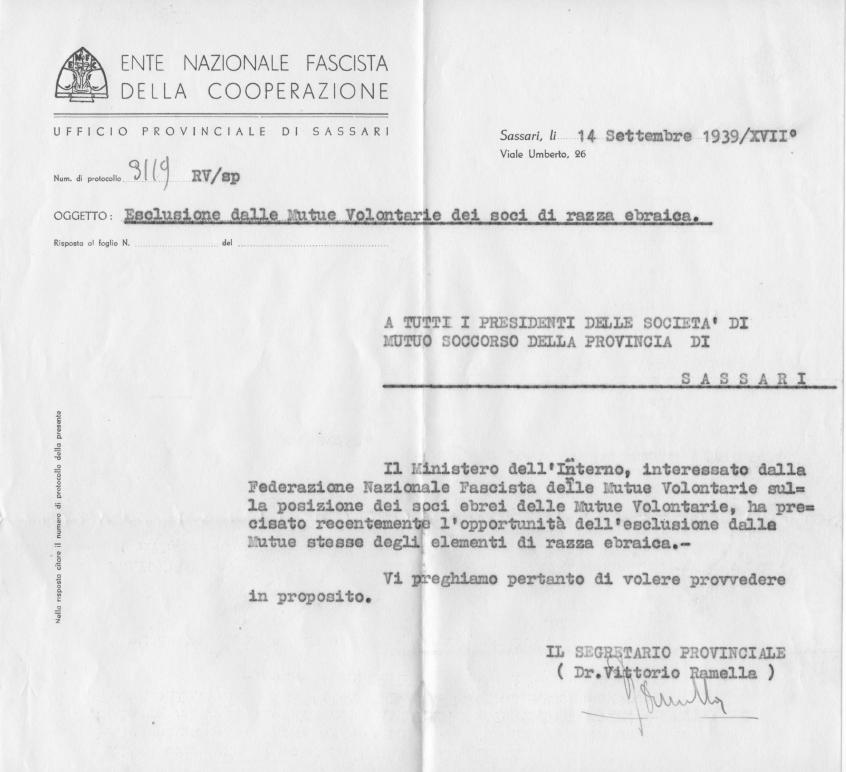 ENFC
ENTE NAZIONALE FASCISTA
DELLA COOPERAZIONE
UFFICIO PROVINCIALE DI SASSARI
Sassari, lì 14 Settembre 1939/XVII°
Viale Umberto, 26
Num. di protocollo 3119 RV/sp
OGGETTO: Esclusione dalle Mutue Volontarie dei soci di razza ebraica.
Risposta al foglio N. del
A TUTTI I PRESIDENTI DELLE SOCIETA' DI
MUTUO SOCCORSO DELLA PROVINCIA DI
SASSARI
Il Ministero dell'Interno, interessato dalla
Federazione Nazionale Fascista delle Mutue Volontarie sul=
la posizione dei soci ebrei delle Mutue Volontarie, ha pre=
cisato recentemente l'opportunità dell'esclusione dalle
Mutue stesse degli elementi di razza ebraica.-
Vi preghiamo pertanto di volere provvedere
in proposito.
Nella risposta citare il numero di protocollo della presente
IL SEGRETARIO PROVINCIALE
( Dr.Vittorio Ramella )
Ramella